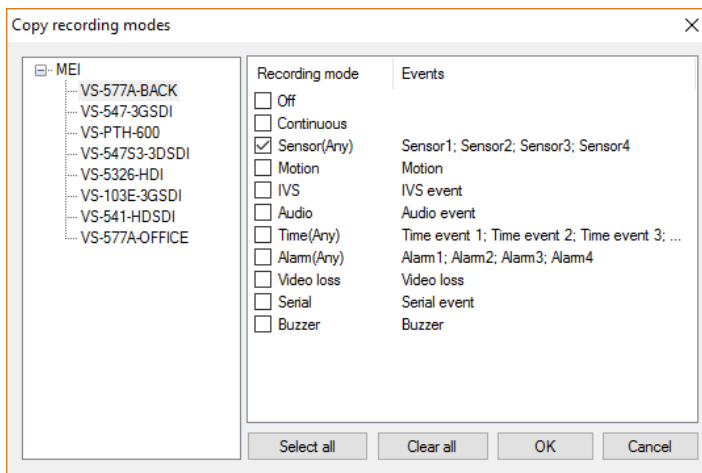 Copy recording modes
MEI
VS-577A-BACK
VS-547-3GSDI
VS-PTH-600
VS-547S3-3DSDI
VS-5326-HDI
VS-103E-3GSDI
VS-541-HDSDI
VS-577A-OFFICE
Recording mode Events
Off
Continuous
Sensor(Any) Sensor1; Sensor2; Sensor3; Sensor4
Motion Motion
IVS IVS event
Audio Audio event
Time(Any) Time event 1; Time event 2; Time event 3; ...
Alarm(Any) Alarm1; Alarm2; Alarm3; Alarm4
Video loss Video loss
Serial Serial event
Buzzer Buzzer
Select all Clear all OK Cancel